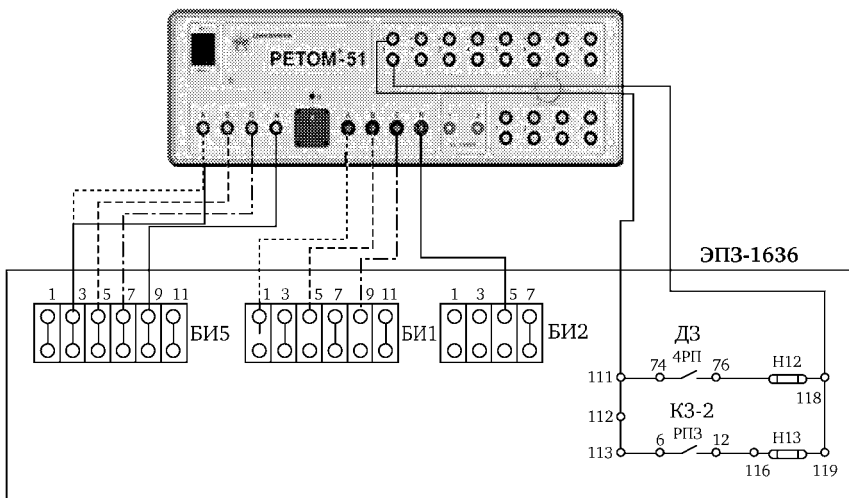 РЕТОМ-51
ЭПЗ-1636
1 3 5 7 9 11
БИ5
1 3 5 7 9 11
БИ1
1 3 5 7
БИ2
ДЗ
4РП
111 74 76 Н12
118
112
КЗ-2
РПЗ
113 6 12 Н13
116 119